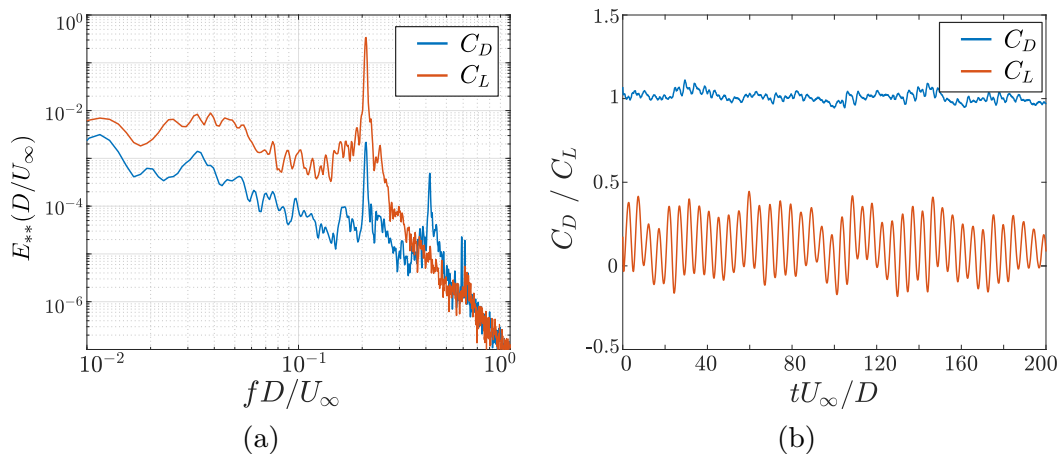 10^0
10^{-2}
10^{-4}
10^{-6}
E_{**}(D/U_∞)
C_D
C_L
10^{-2}
10^{-1}
10^0
fD/U_∞
(a)
1.5
1
0.5
0
-0.5
C_D / C_L
C_D
C_L
0
40
80
120
160
200
tU_∞/D
(b)